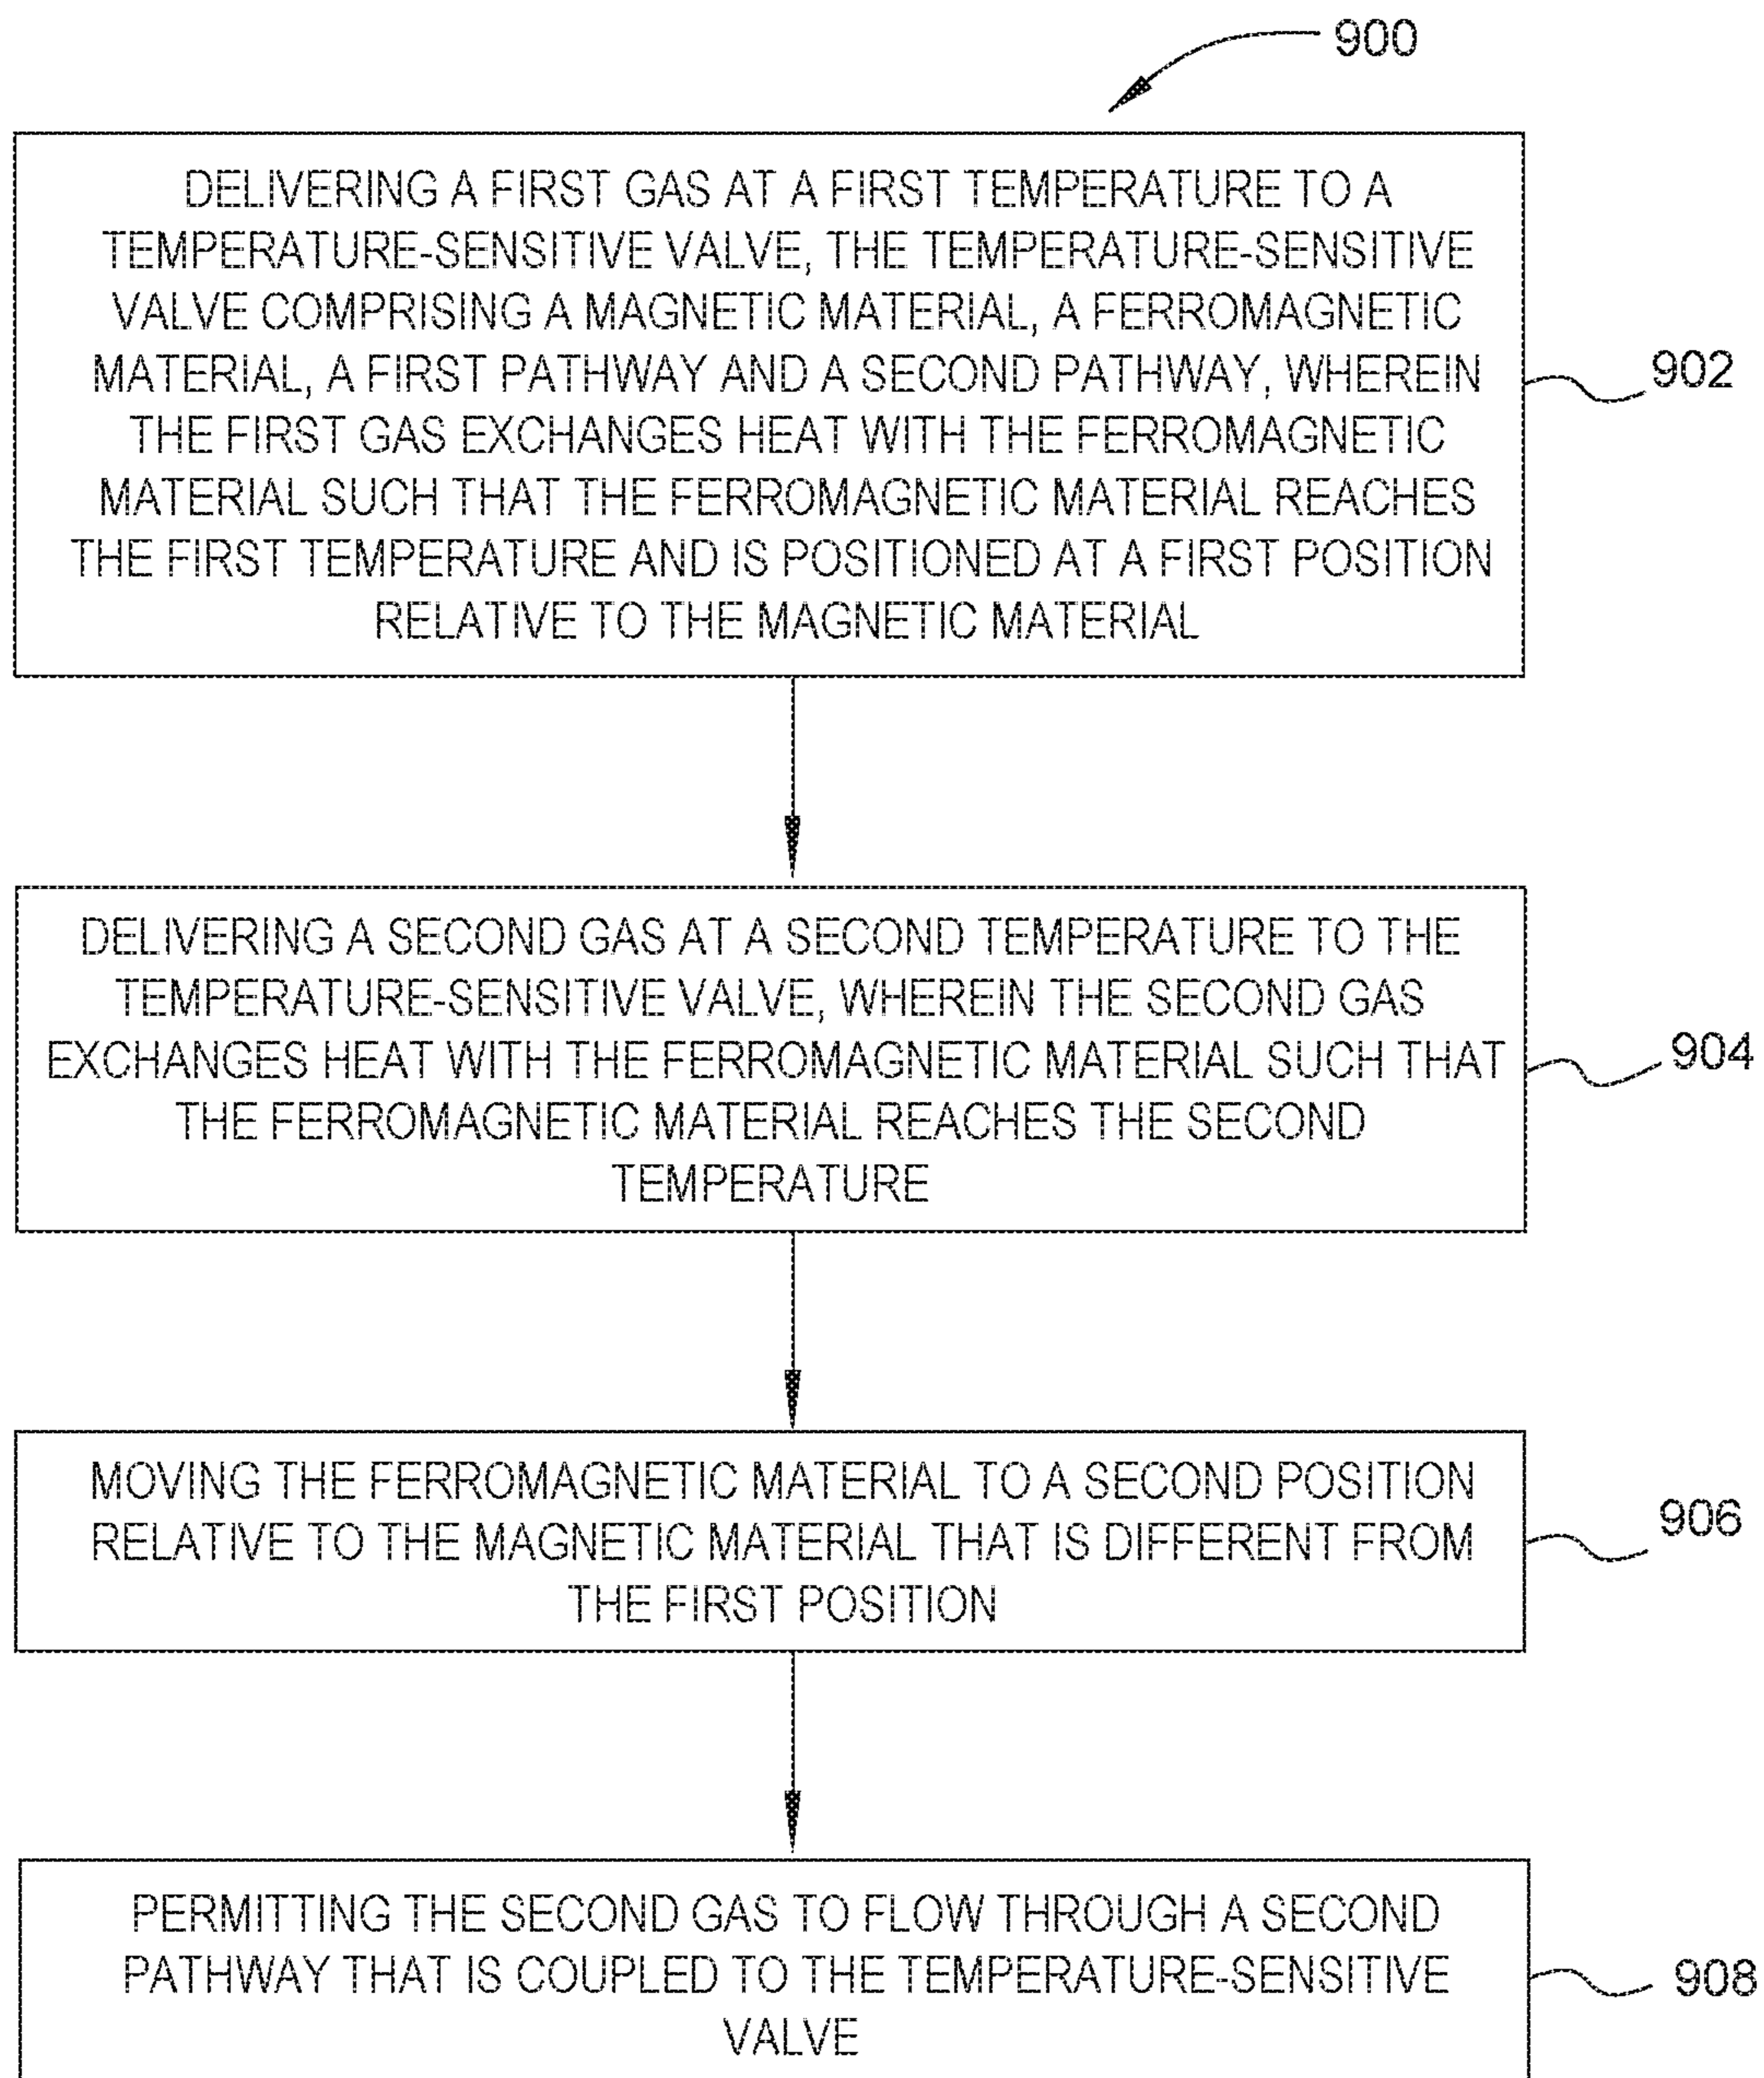 900
DELIVERING A FIRST GAS AT A FIRST TEMPERATURE TO A
TEMPERATURE-SENSITIVE VALVE, THE TEMPERATURE-SENSITIVE
VALVE COMPRISING A MAGNETIC MATERIAL, A FERROMAGNETIC
MATERIAL, A FIRST PATHWAY AND A SECOND PATHWAY, WHEREIN
THE FIRST GAS EXCHANGES HEAT WITH THE FERROMAGNETIC
MATERIAL SUCH THAT THE FERROMAGNETIC MATERIAL REACHES
THE FIRST TEMPERATURE AND IS POSITIONED AT A FIRST POSITION
RELATIVE TO THE MAGNETIC MATERIAL
902
DELIVERING A SECOND GAS AT A SECOND TEMPERATURE TO THE
TEMPERATURE-SENSITIVE VALVE, WHEREIN THE SECOND GAS
EXCHANGES HEAT WITH THE FERROMAGNETIC MATERIAL SUCH THAT
THE FERROMAGNETIC MATERIAL REACHES THE SECOND
TEMPERATURE
904
MOVING THE FERROMAGNETIC MATERIAL TO A SECOND POSITION
RELATIVE TO THE MAGNETIC MATERIAL THAT IS DIFFERENT FROM
THE FIRST POSITION
906
PERMITTING THE SECOND GAS TO FLOW THROUGH A SECOND
PATHWAY THAT IS COUPLED TO THE TEMPERATURE-SENSITIVE
VALVE
908